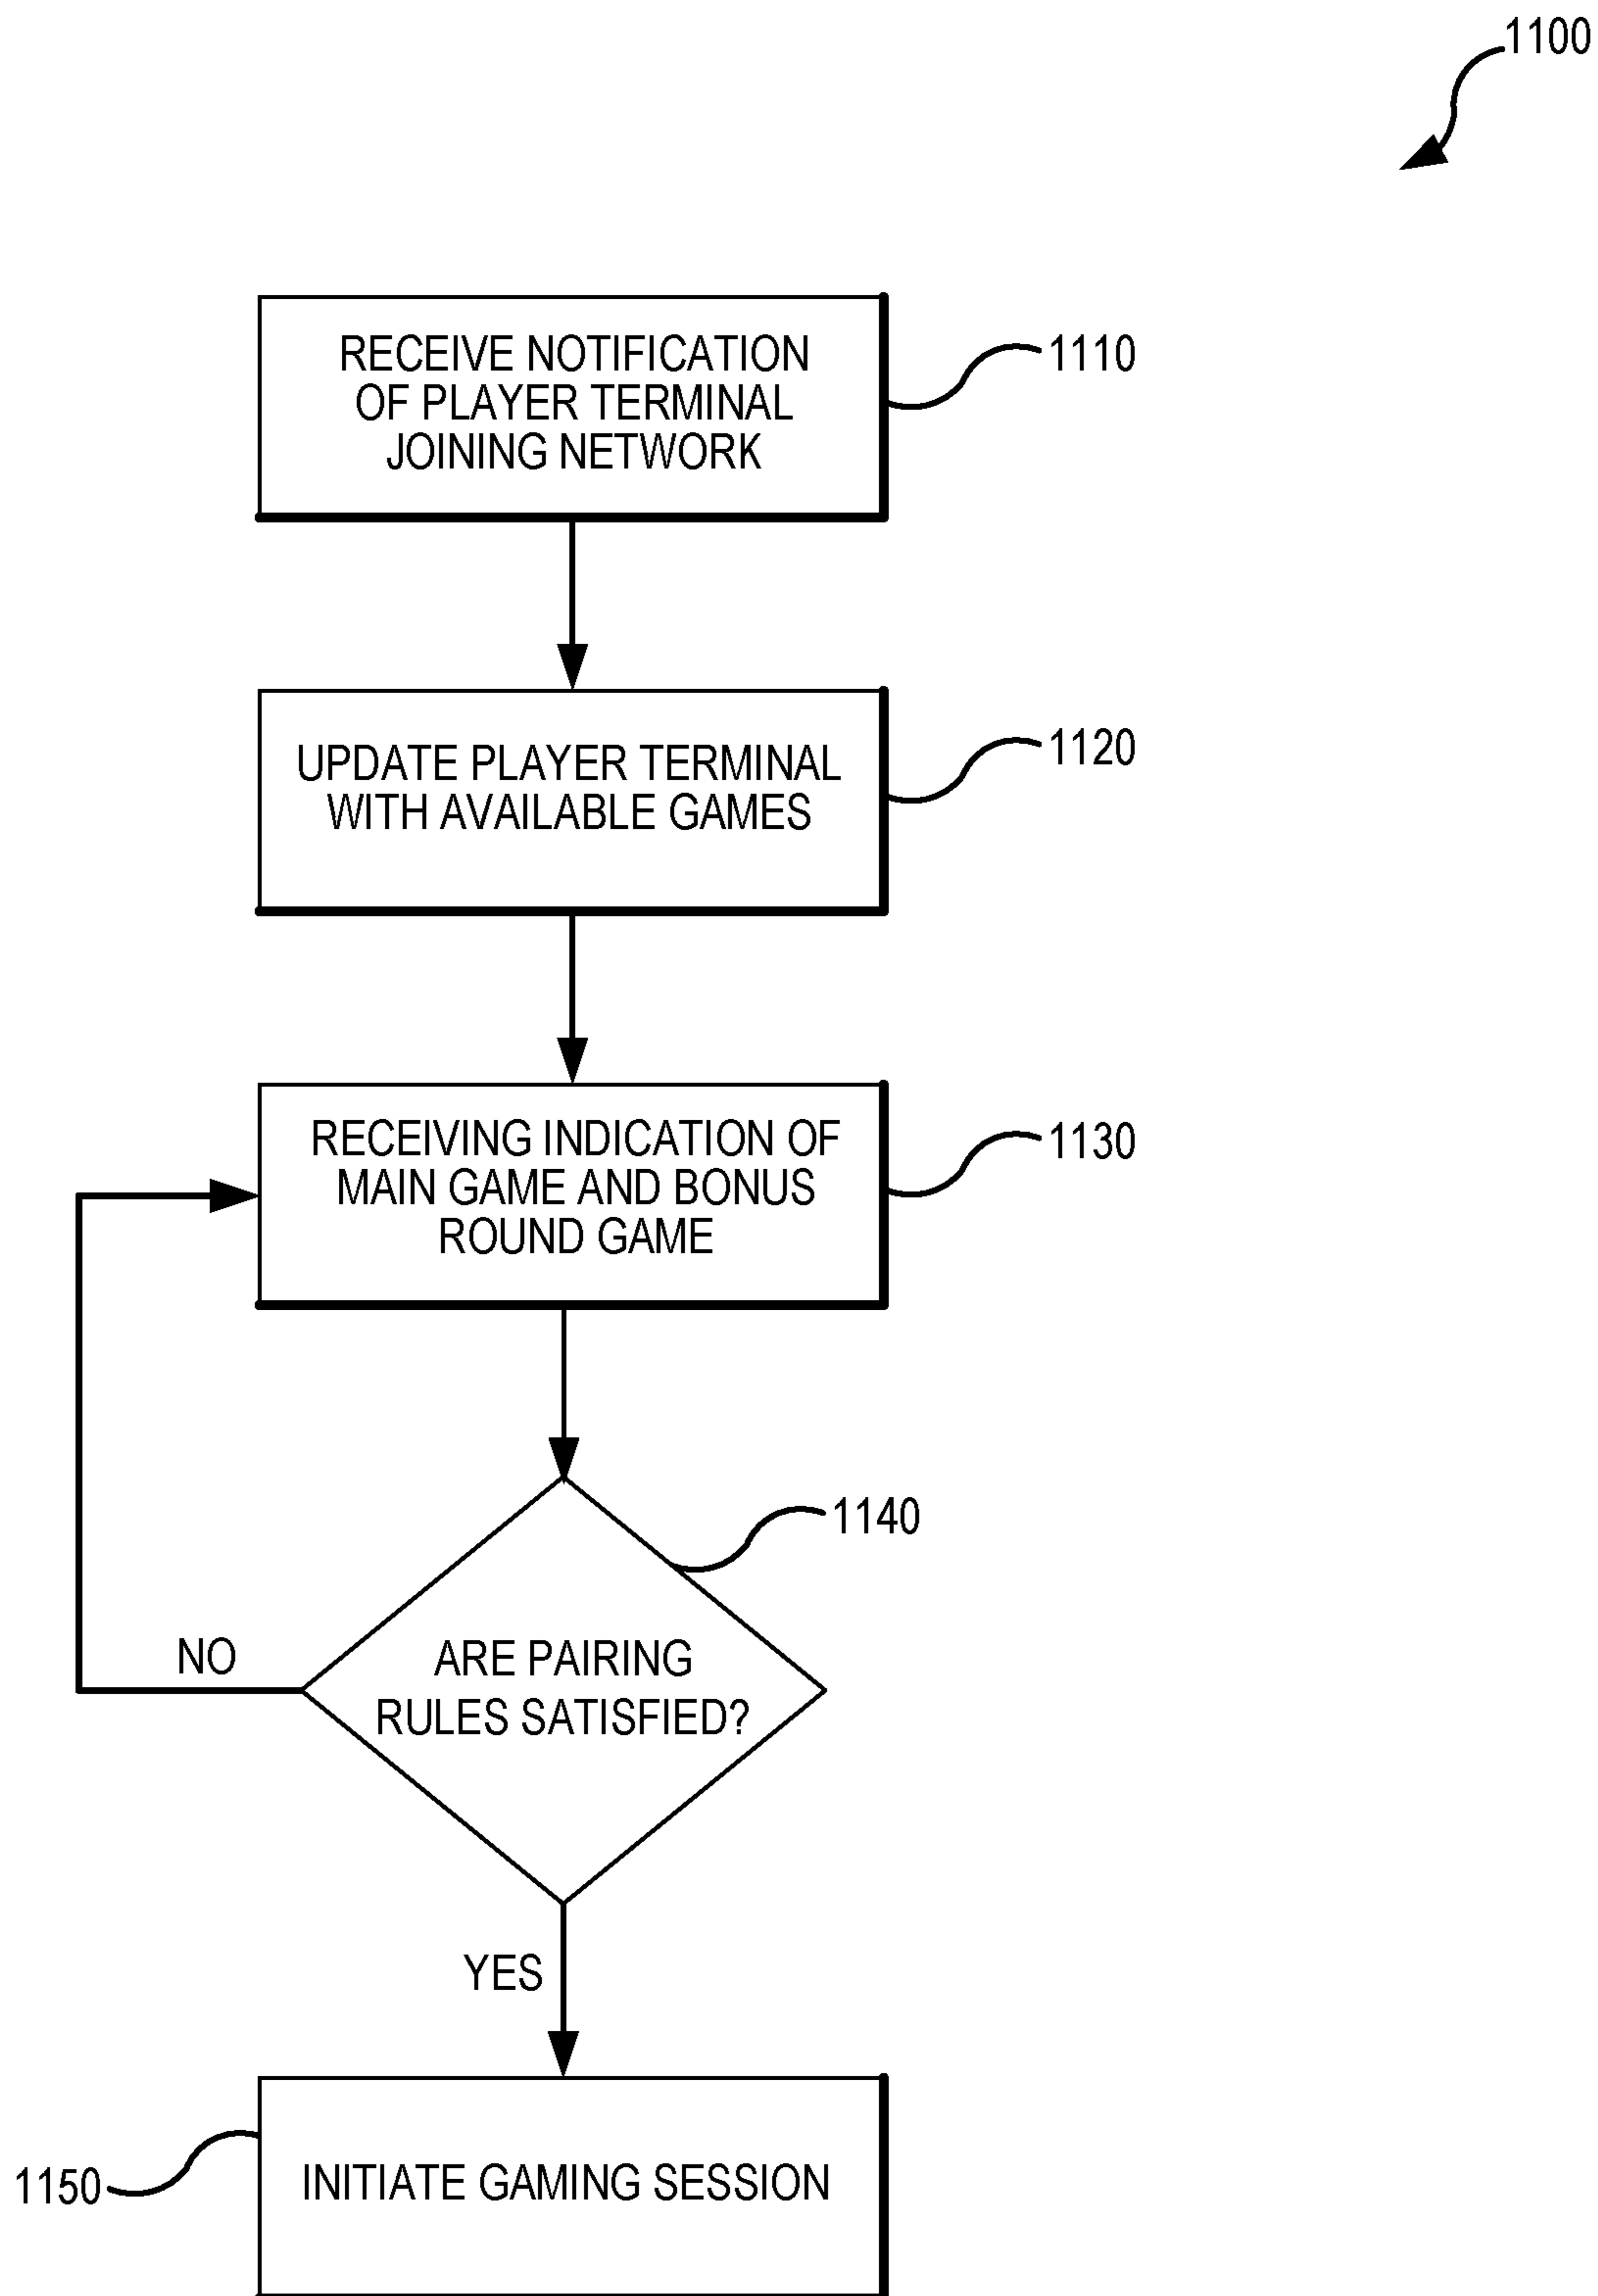 1100
RECEIVE NOTIFICATION
OF PLAYER TERMINAL
JOINING NETWORK
1110
UPDATE PLAYER TERMINAL
WITH AVAILABLE GAMES
1120
RECEIVING INDICATION OF
MAIN GAME AND BONUS
ROUND GAME
1130
1140
ARE PAIRING
RULES SATISFIED?
NO
YES
1150
INITIATE GAMING SESSION